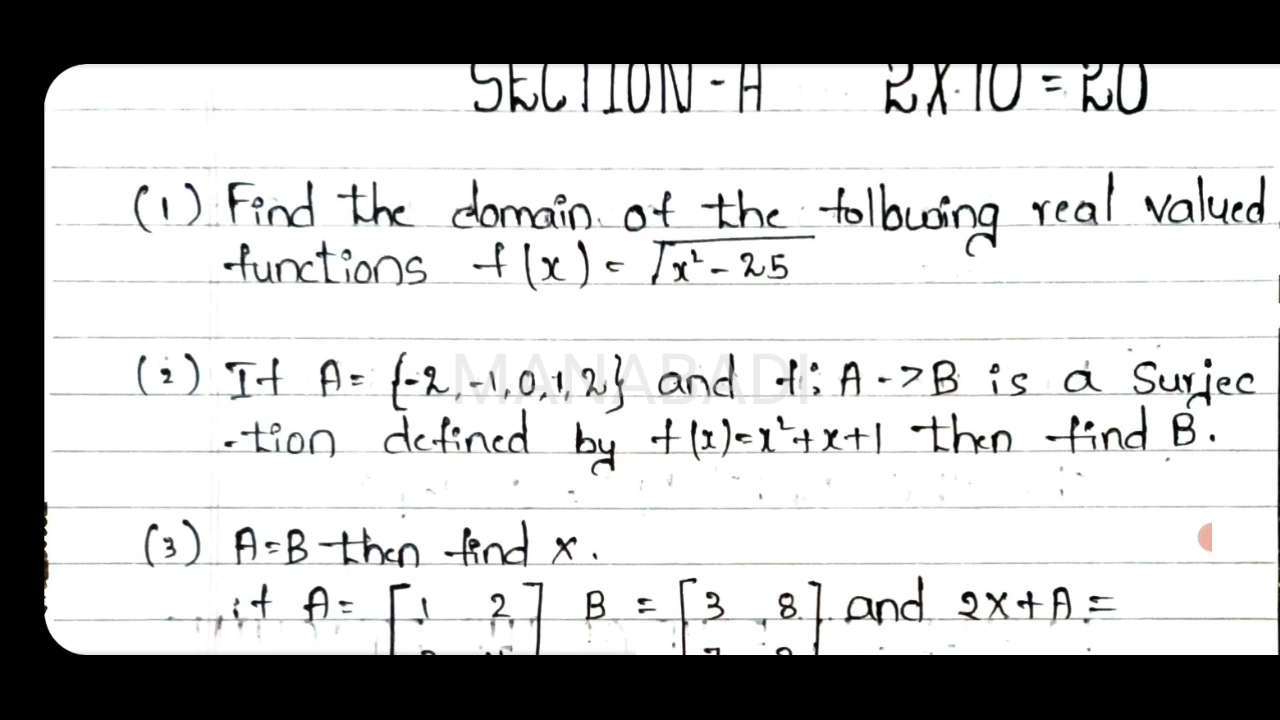 SECTION-A 2x10=20
(1) Find the domain of the following real valued
functions f(x) = √x²-25
MANABADI
(2) If A= {-2,-1,0,1,2} and f: A->B is a Surjec
-tion defined by f(x)=x²+x+1 then find B.
(3) A=B then find x.
if A= [1 2] B = [3 8] and 2x+A=